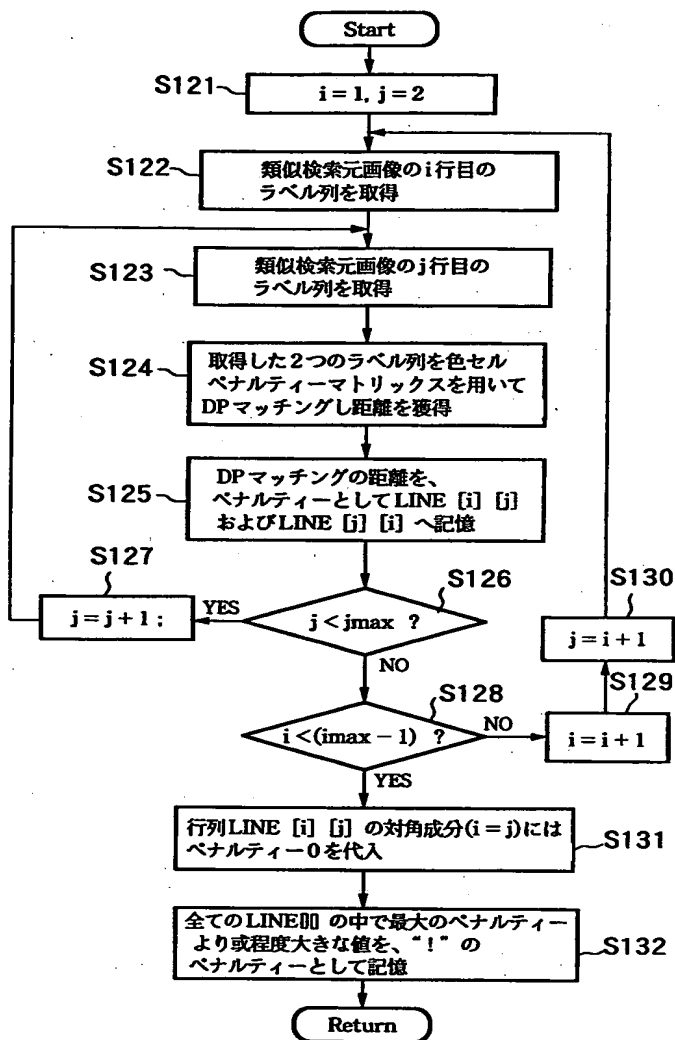 Start
S121
i = 1, j = 2
S122
類似検索元画像のi行目の
ラベル列を取得
S123
類似検索元画像のj行目の
ラベル列を取得
S124
取得した2つのラベル列を色セル
ペナルティーマトリックスを用いて
DPマッチングし距離を獲得
S125
DPマッチングの距離を、
ペナルティーとしてLINE [i] [j]
およびLINE [j] [i] へ記憶
S127
j = j + 1 ;
YES
S126
j < jmax ?
NO
S130
j = i + 1
S128
i < (imax − 1) ?
NO
S129
i = i + 1
YES
行列LINE [i] [j] の対角成分(i = j)には
ペナルティー0を代入
S131
全てのLINE[][] の中で最大のペナルティー
より或程度大きな値を、“!”の
ペナルティーとして記憶
S132
Return